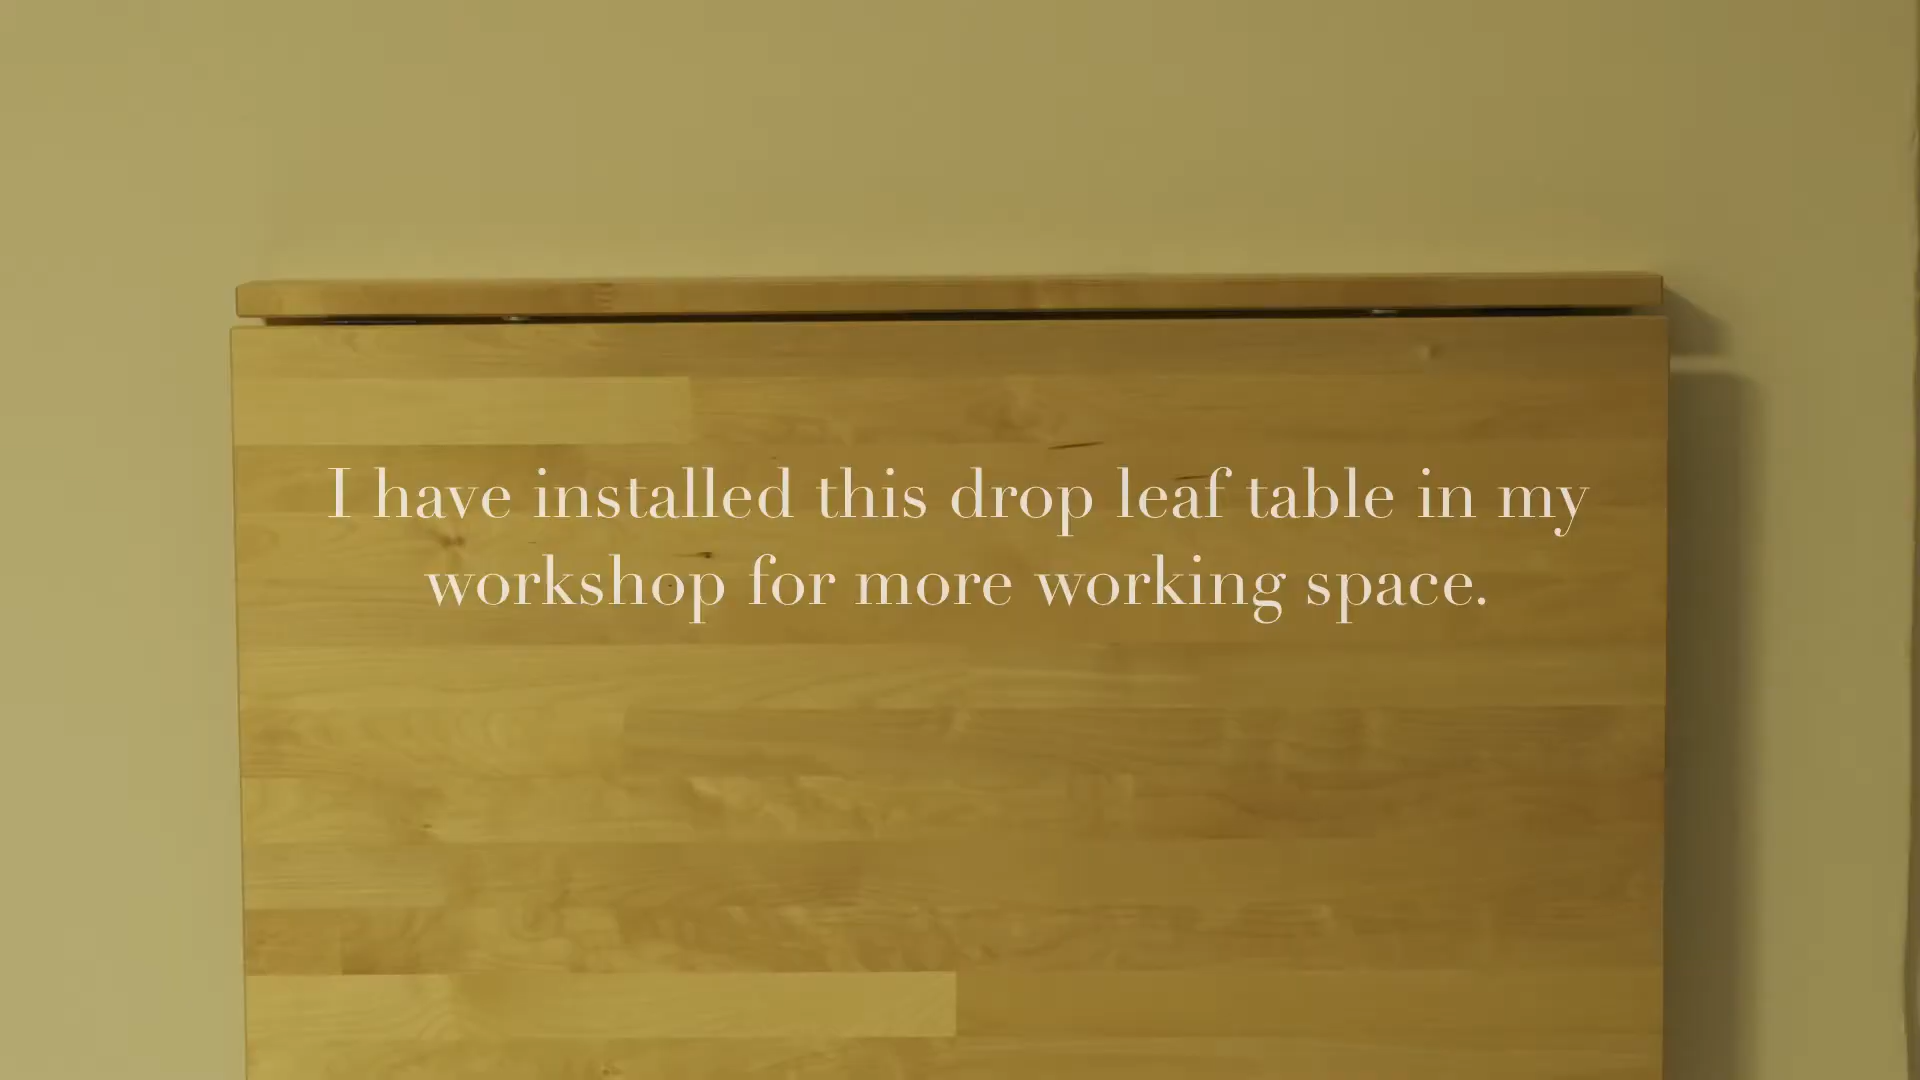 I have installed this drop leaf table in my
workshop for more working space.